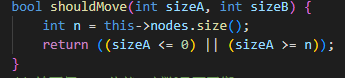 bool shouldMove(int sizeA, int sizeB) {
    int n = this->nodes.size();
    return ((sizeA <= 0) || (sizeA >= n));
}